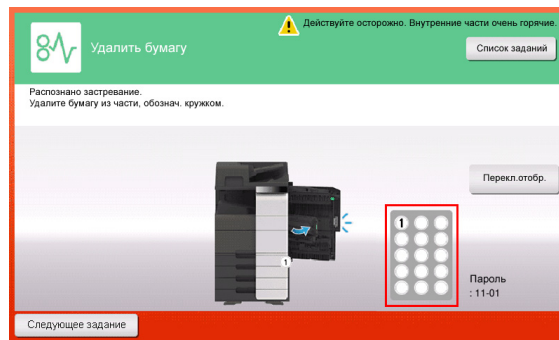 Действуйте осторожно. Внутренние части очень горячие.
Удалить бумагу
Список заданий
Распознано застревание.
Удалите бумагу из части, обознач. кружком.
Перекл.отобр.
1
1
Пароль
: 11-01
Следующее задание